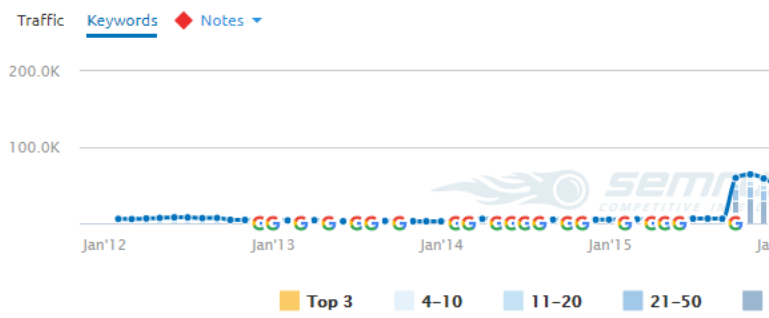 Traffic Keywords Notes
200.0K
100.0K
COMPETITIVE
Jan'12 Jan'13 Jan'14 Jan'15
Top 3 4–10 11–20 21–50